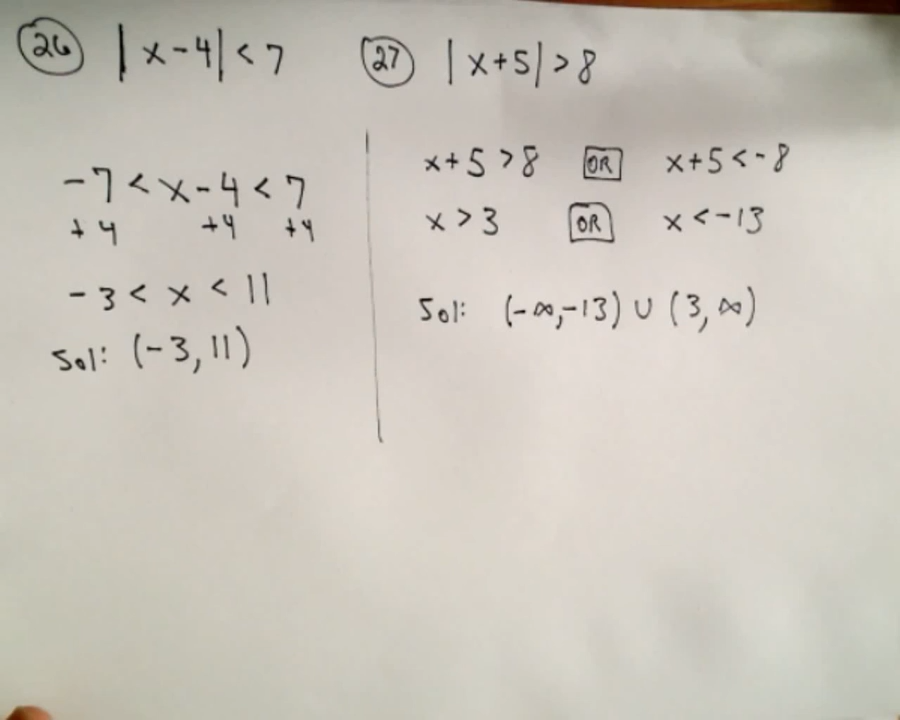 26 |x-4|<7
-7<x-4<7
+4 +4 +4
-3<x<11
Sol: (-3,11)
27 |x+5|>8
x+5>8 OR x+5<-8
x>3 OR x<-13
Sol: (-∞,-13) ∪ (3,∞)